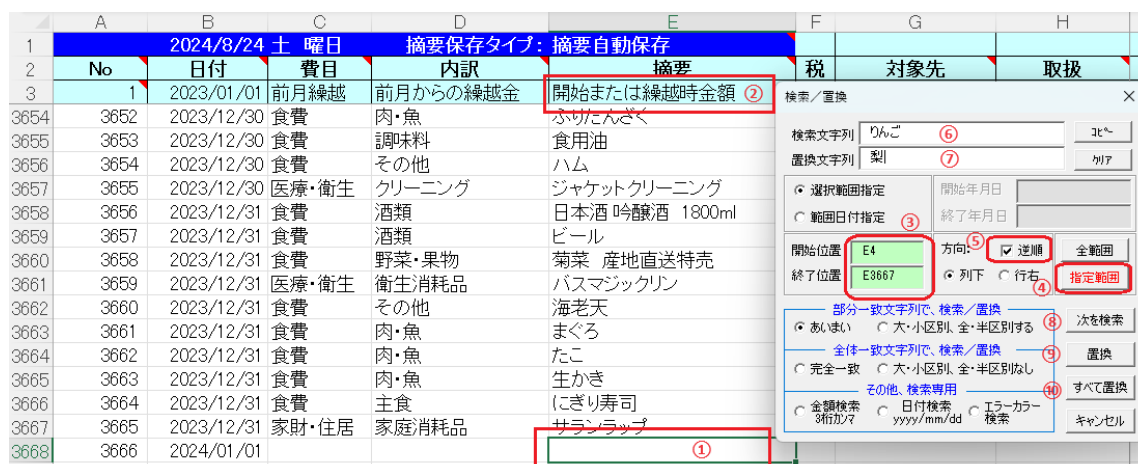 A B C D E F G H
1 2024/8/24 土 曜日 摘要保存タイプ: 摘要自動保存
2 No 日付 費目 内訳 摘要 税 対象先 取扱
3 1 2023/01/01 前月繰越 前月からの繰越金 開始または繰越時金額 ②
3654 3652 2023/12/30 食費 肉・魚 ふりたんざく
3655 3653 2023/12/30 食費 調味料 食用油
3656 3654 2023/12/30 食費 その他 ハム
3657 3655 2023/12/30 医療・衛生 クリーニング ジャケットクリーニング
3658 3656 2023/12/31 食費 酒類 日本酒 吟醸酒 1800ml
3659 3657 2023/12/31 食費 酒類 ビール
3660 3658 2023/12/31 食費 野菜・果物 菊菜 産地直送特売
3661 3659 2023/12/31 医療・衛生 衛生消耗品 バスマジックリン
3662 3660 2023/12/31 食費 その他 海老天
3663 3661 2023/12/31 食費 肉・魚 まぐろ
3664 3662 2023/12/31 食費 肉・魚 たこ
3665 3663 2023/12/31 食費 肉・魚 生かき
3666 3664 2023/12/31 食費 主食 にぎり寿司
3667 3665 2023/12/31 家財・住居 家庭消耗品 サランラップ
3668 3666 2024/01/01 ①
検索/置換 ×
検索文字列 りんご ⑥ コピー
置換文字列 梨 ⑦ クリア
選択範囲指定 開始年月日
範囲日付指定 ③ 終了年月日
開始位置 E4 方向: ⑤ 逆順 全範囲
終了位置 E3667 列下 行右 ④ 指定範囲
部分一致文字列で、検索/置換
あいまい 大・小区別、全・半区別する ⑧ 次を検索
全体一致文字列で、検索/置換
完全一致 大・小区別、全・半区別なし ⑨ 置換
その他、検索専用 ⑩ すべて置換
金額検索 3桁カンマ 日付検索 yyyy/mm/dd エラーカラー検索 キャンセル